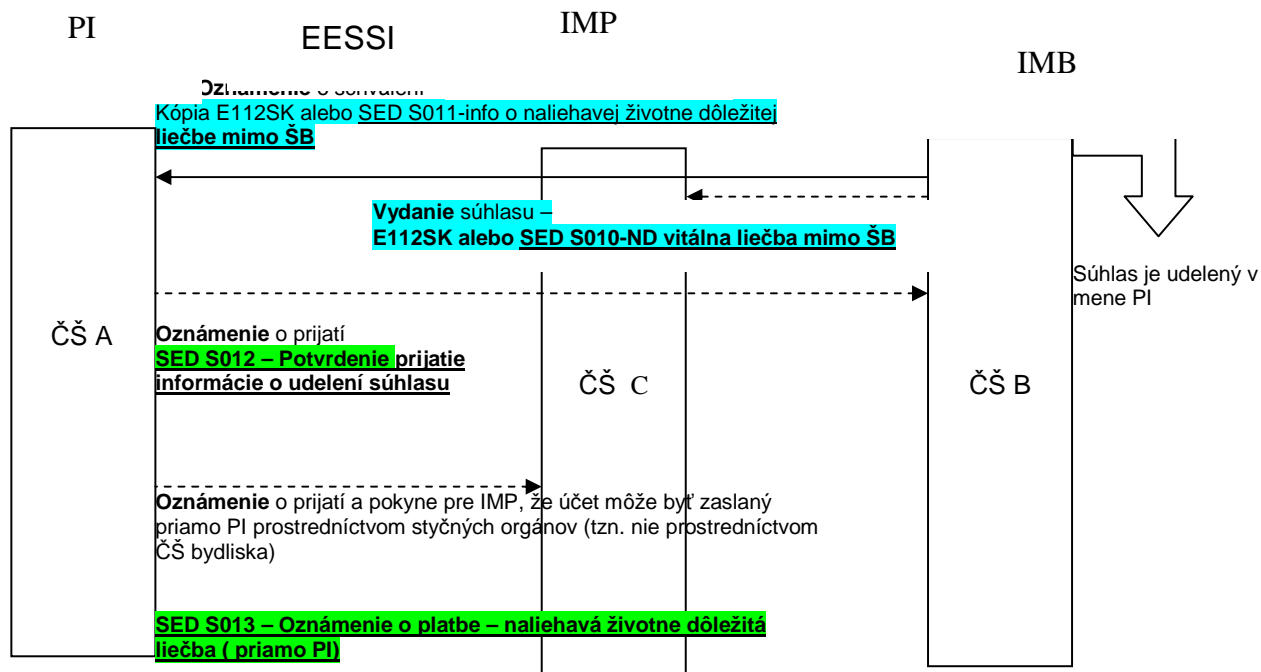 PI
EESSI
IMP
IMB
Oznámenie o schválení
Kópia E112SK alebo SED S011-info o naliehavej životne dôležitej
liečbe mimo ŠB
Vydanie súhlasu –
E112SK alebo SED S010-ND vitálna liečba mimo ŠB
Súhlas je udelený v
mene PI
ČŠ A
Oznámenie o prijatí
SED S012 – Potvrdenie prijatie
informácie o udelení súhlasu
ČŠ C
ČŠ B
Oznámenie o prijatí a pokyne pre IMP, že účet môže byť zaslaný
priamo PI prostredníctvom styčných orgánov (tzn. nie prostredníctvom
ČŠ bydliska)
SED S013 – Oznámenie o platbe – naliehavá životne dôležitá
liečba ( priamo PI)